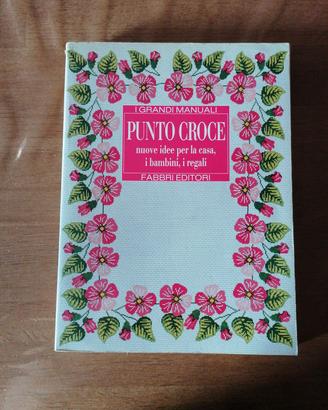 I GRANDI MANUALI
PUNTO CROCE
nuove idee per la casa,
i bambini, i regali
FABBRI EDITORI